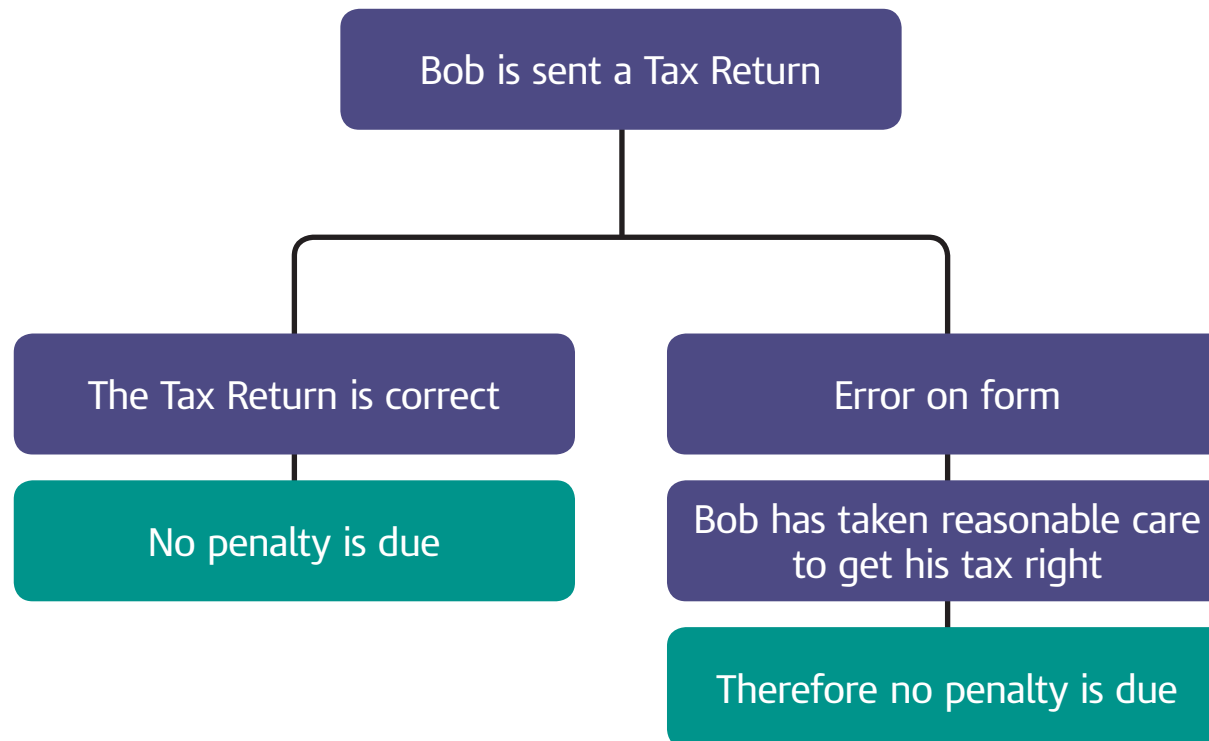 Bob is sent a Tax Return
The Tax Return is correct
No penalty is due
Error on form
Bob has taken reasonable care
to get his tax right
Therefore no penalty is due